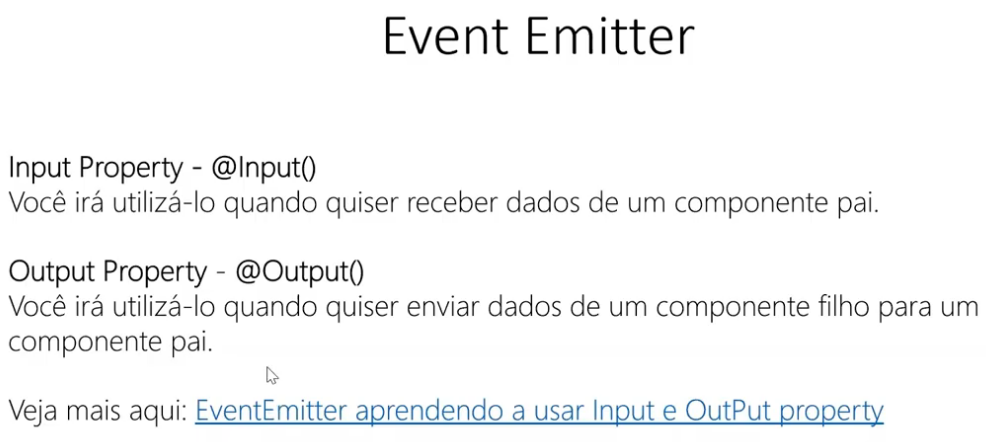 Event Emitter
Input Property - @Input()
Você irá utilizá-lo quando quiser receber dados de um componente pai.
Output Property - @Output()
Você irá utilizá-lo quando quiser enviar dados de um componente filho para um
componente pai.
Veja mais aqui: EventEmitter aprendendo a usar Input e OutPut property